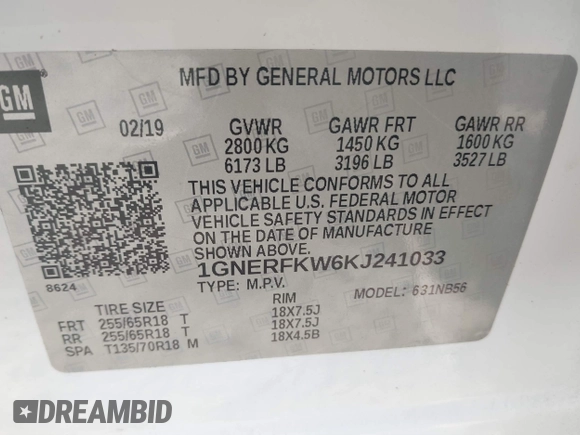 GM
MFD BY GENERAL MOTORS LLC
02/19 GVWR GAWR FRT GAWR RR
2800 KG 1450 KG 1600 KG
6173 LB 3196 LB 3527 LB
THIS VEHICLE CONFORMS TO ALL
APPLICABLE U.S. FEDERAL MOTOR
VEHICLE SAFETY STANDARDS IN EFFECT
ON THE DATE OF MANUFACTURE
SHOWN ABOVE.
1GNERFKW6KJ241033
8624 TYPE: M.P.V. MODEL: 631NB56
TIRE SIZE RIM
FRT 255/65R18 T 18X7.5J
RR 255/65R18 T 18X7.5J
SPA T135/70R18 M 18X4.5B
DREAMBID